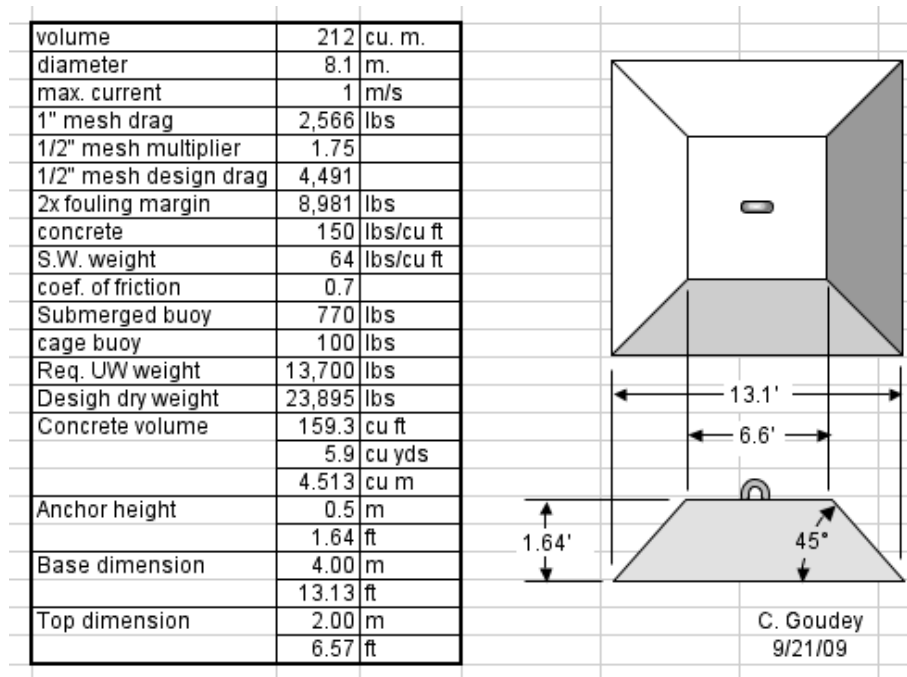 volume 212 cu. m.
diameter 8.1 m.
max. current 1 m/s
1" mesh drag 2,566 lbs
1/2" mesh multiplier 1.75
1/2" mesh design drag 4,491
2x fouling margin 8,981 lbs
concrete 150 lbs/cu ft
S.W. weight 64 lbs/cu ft
coef. of friction 0.7
Submerged buoy 770 lbs
cage buoy 100 lbs
Req. UW weight 13,700 lbs
Desigh dry weight 23,895 lbs
Concrete volume 159.3 cu ft
5.9 cu yds
4.513 cu m
Anchor height 0.5 m
1.64 ft
Base dimension 4.00 m
13.13 ft
Top dimension 2.00 m
6.57 ft
13.1'
6.6'
1.64'
45°
C. Goudey
9/21/09